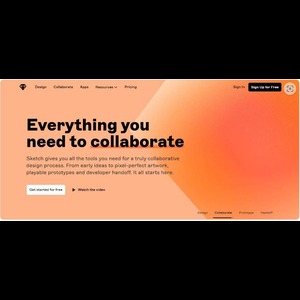 Design Collaborate Apps Resources Pricing Sign in Sign Up for Free
Everything you
need to collaborate
Sketch gives you all the tools you need for a truly collaborative
design process. From early ideas to pixel-perfect artwork,
playable prototypes and developer handoff. It all starts here.
Get started for free Watch the video
Design Collaborate Prototype Handoff